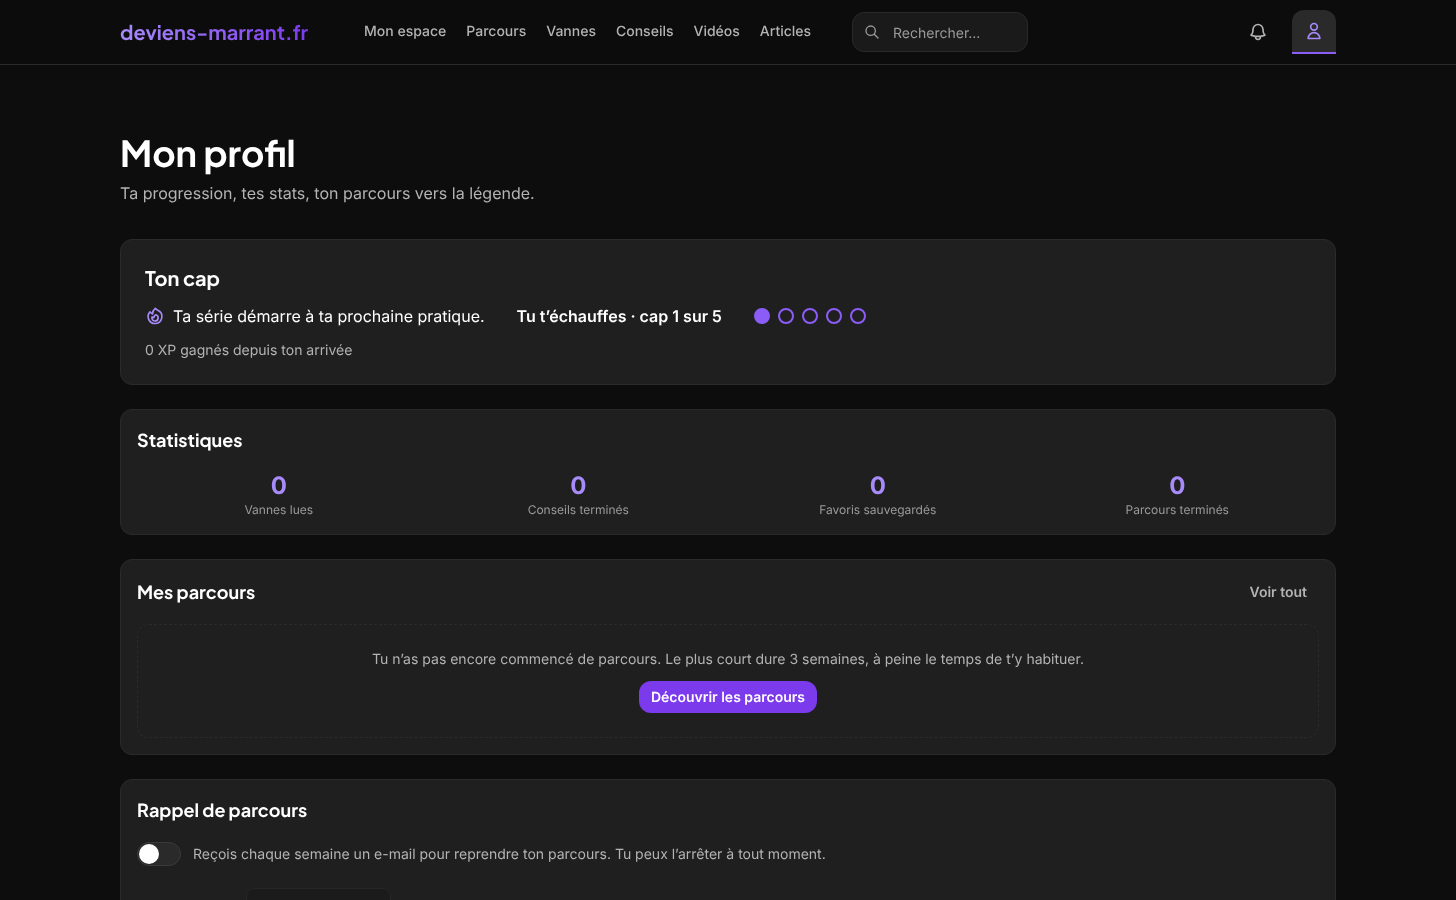 deviens-marrant.fr
Mon espace
Parcours
Vannes
Conseils
Vidéos
Articles
Rechercher...
Mon profil
Ta progression, tes stats, ton parcours vers la légende.
Ton cap
Ta série démarre à ta prochaine pratique.
Tu t’échauffes · cap 1 sur 5
0 XP gagnés depuis ton arrivée
Statistiques
0
Vannes lues
0
Conseils terminés
0
Favoris sauvegardés
0
Parcours terminés
Mes parcours
Voir tout
Tu n’as pas encore commencé de parcours. Le plus court dure 3 semaines, à peine le temps de t’y habituer.
Découvrir les parcours
Rappel de parcours
Reçois chaque semaine un e-mail pour reprendre ton parcours. Tu peux l’arrêter à tout moment.